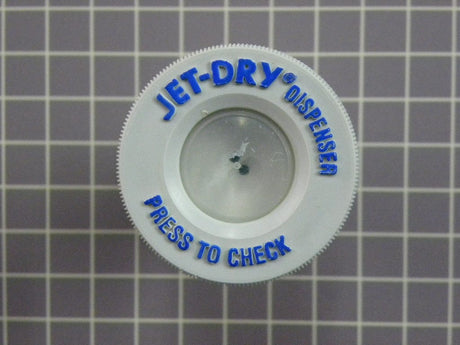 JET-DRY® DISPENSER
PRESS TO CHECK